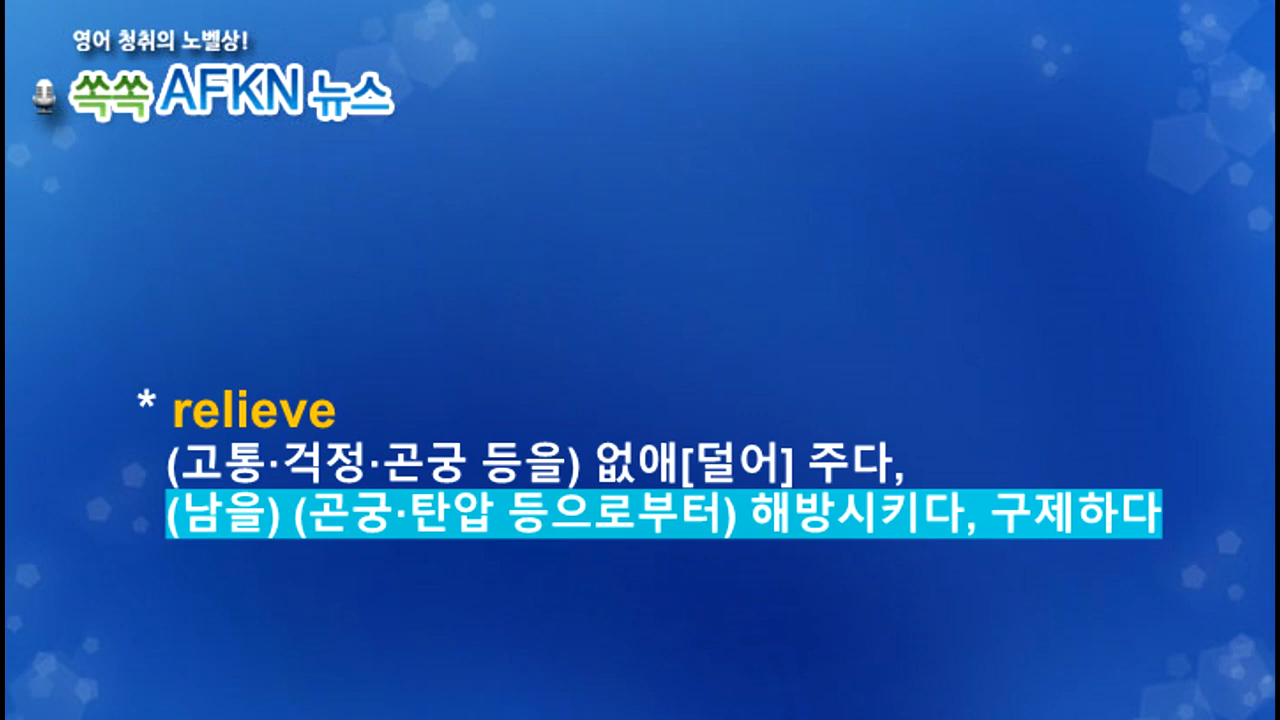 영어 청취의 노벨상!
쏙쏙 AFKN 뉴스
* relieve
(고통·걱정·곤궁 등을) 없애[덜어] 주다,
(남을) (곤궁·탄압 등으로부터) 해방시키다, 구제하다